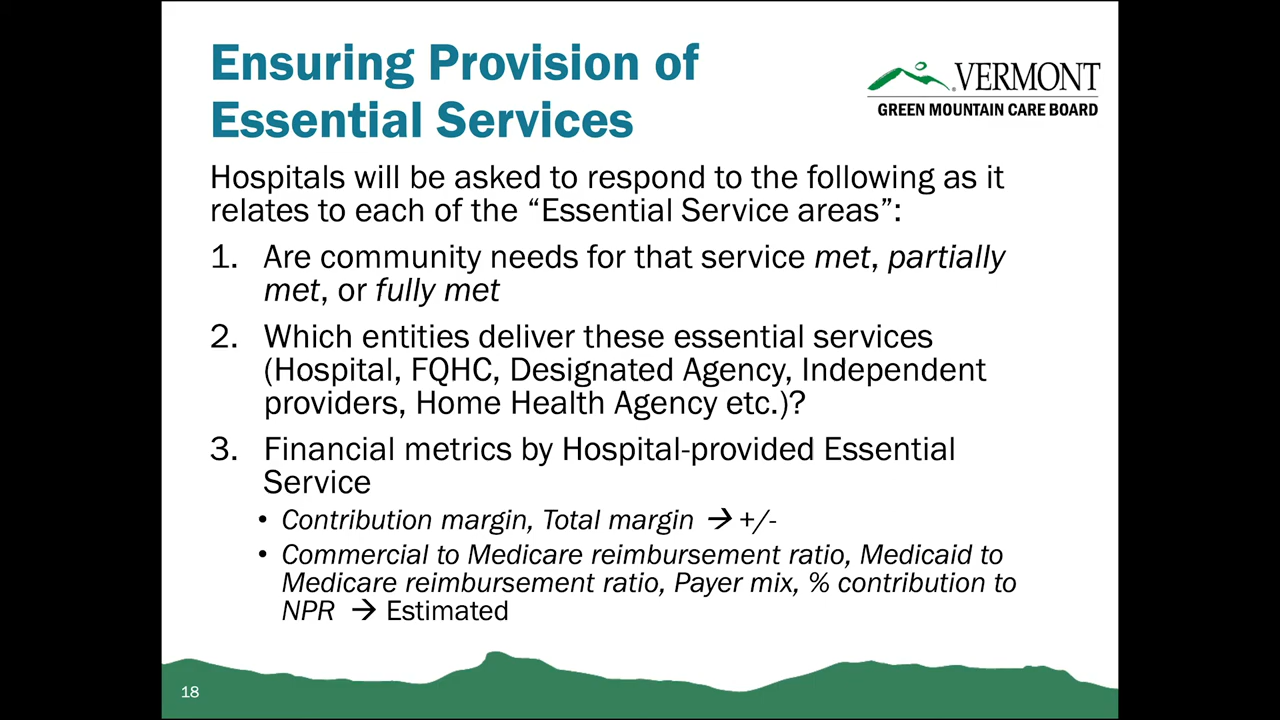 Ensuring Provision of
Essential Services
VERMONT
GREEN MOUNTAIN CARE BOARD
Hospitals will be asked to respond to the following as it
relates to each of the “Essential Service areas”:
1. Are community needs for that service met, partially
met, or fully met
2. Which entities deliver these essential services
(Hospital, FQHC, Designated Agency, Independent
providers, Home Health Agency etc.)?
3. Financial metrics by Hospital-provided Essential
Service
• Contribution margin, Total margin → +/-
• Commercial to Medicare reimbursement ratio, Medicaid to
Medicare reimbursement ratio, Payer mix, % contribution to
NPR → Estimated
18